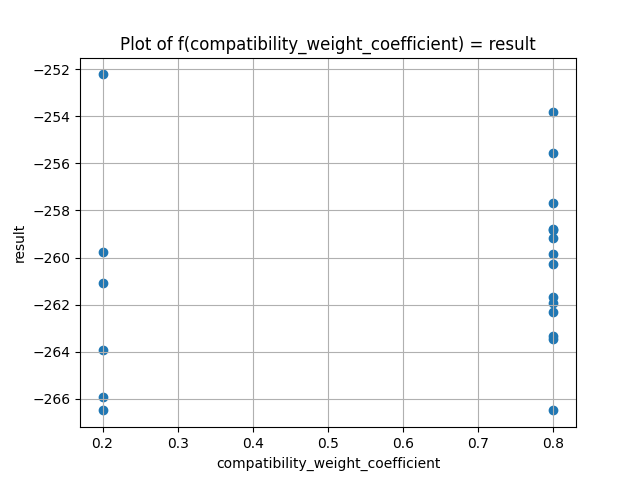 Plot of f(compatibility_weight_coefficient) = result
−252
−254
−256
−258
−260
−262
−264
−266
result
0.2 0.3 0.4 0.5 0.6 0.7 0.8
compatibility_weight_coefficient